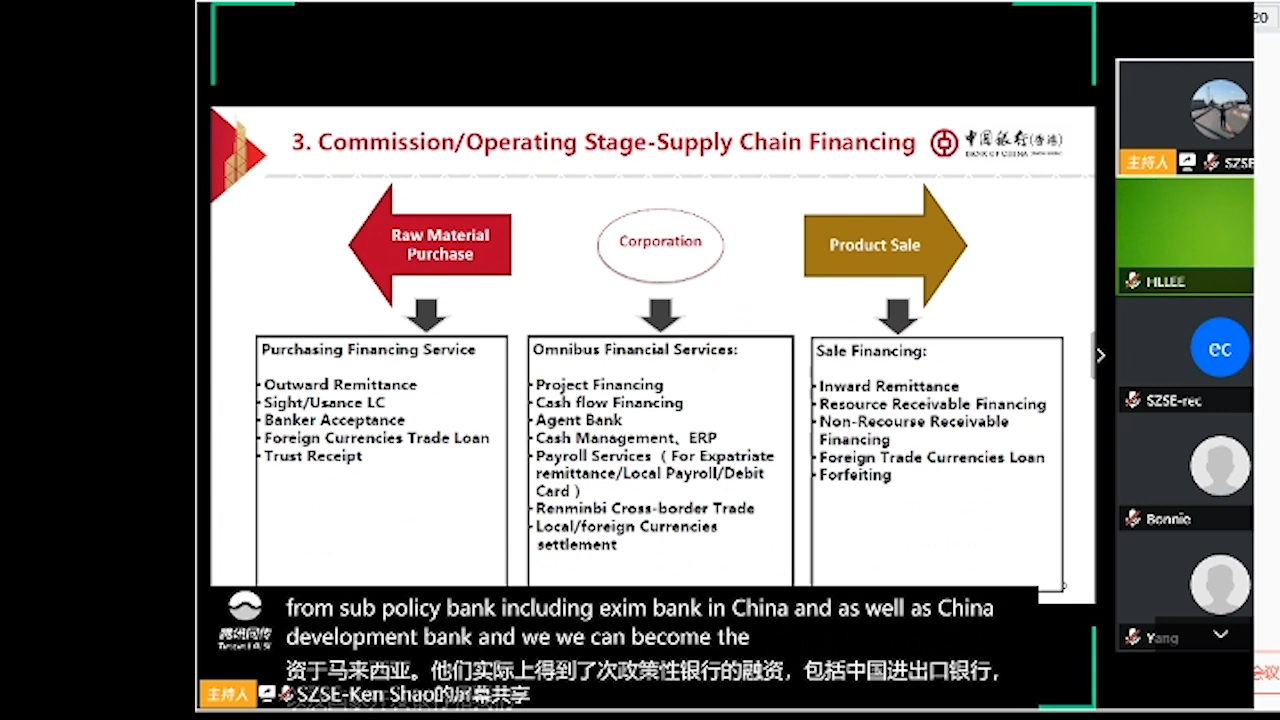 20
3. Commission/Operating Stage-Supply Chain Financing
中国银行(香港)
BANK OF CHINA
Raw Material
Purchase
Corporation
Product Sale
Purchasing Financing Service
Outward Remittance
Sight/Usance LC
Banker Acceptance
Foreign Currencies Trade Loan
Trust Receipt
Omnibus Financial Services:
Project Financing
Cash flow Financing
Agent Bank
Cash Management、ERP
Payroll Services （For Expatriate
remittance/Local Payroll/Debit
Card ）
Renminbi Cross-border Trade
Local/foreign Currencies
settlement
Sale Financing:
Inward Remittance
Resource Receivable Financing
Non-Recourse Receivable
Financing
Foreign Trade Currencies Loan
Forfeiting
腾讯同传
from sub policy bank including exim bank in China and as well as China
development bank and we we can become the
资于马来西亚。他们实际上得到了次政策性银行的融资，包括中国进出口银行，
主持人 SZSE-Ken Shao的屏幕共享
主持人 SZSE
HLLEE
ec
SZSE-rec
Bonnie
Yang
会议